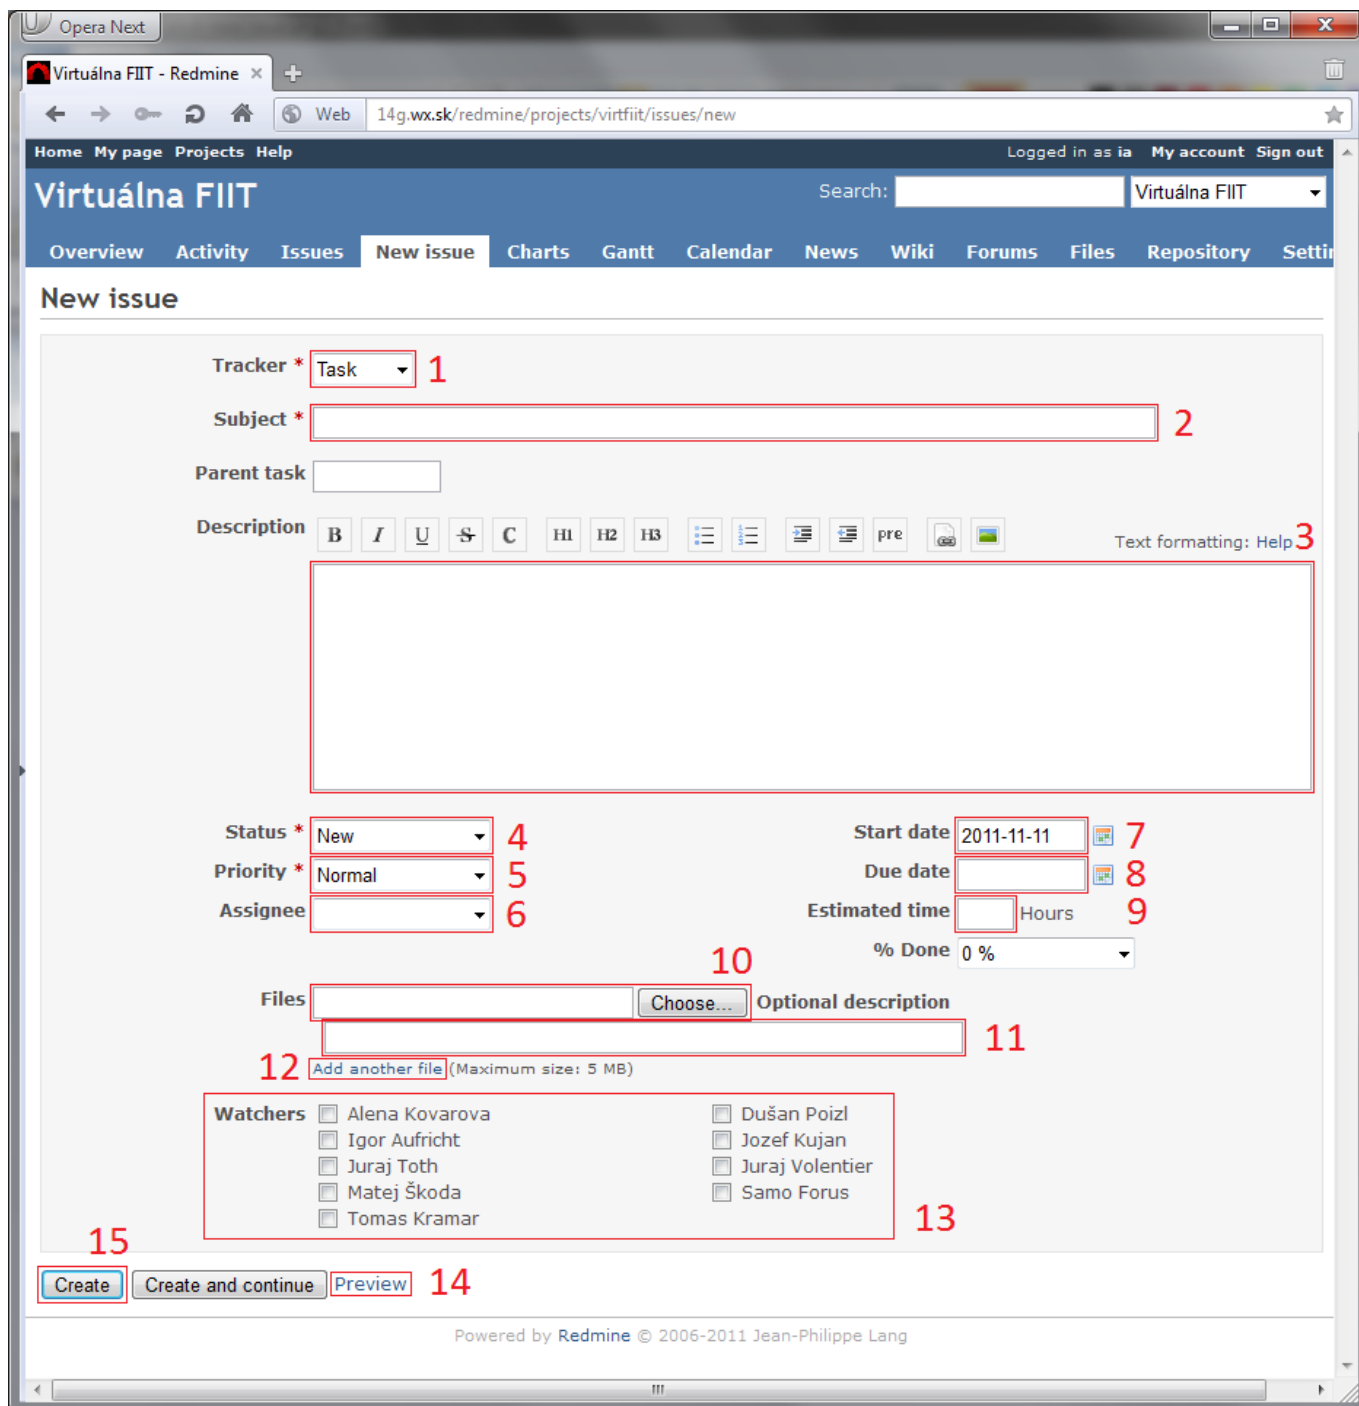 Opera Next
Virtuálna FIIT - Redmine
Web 14g.wx.sk/redmine/projects/virtfiit/issues/new
Home My page Projects Help Logged in as ia My account Sign out
Virtuálna FIIT Search: Virtuálna FIIT
Overview Activity Issues New issue Charts Gantt Calendar News Wiki Forums Files Repository Settin
New issue
Tracker * Task 1
Subject * 2
Parent task
Description B I U S C H1 H2 H3 pre Text formatting: Help 3
Status * New 4 Start date 2011-11-11 7
Priority * Normal 5 Due date 8
Assignee 6 Estimated time Hours 9
% Done 0 %
10
Files Choose... Optional description
11
12 Add another file (Maximum size: 5 MB)
Watchers Alena Kovarova Dušan Poizl
Igor Aufricht Jozef Kujan
Juraj Toth Juraj Volentier
Matej Škoda Samo Forus
Tomas Kramar 13
15
Create Create and continue Preview 14
Powered by Redmine © 2006-2011 Jean-Philippe Lang